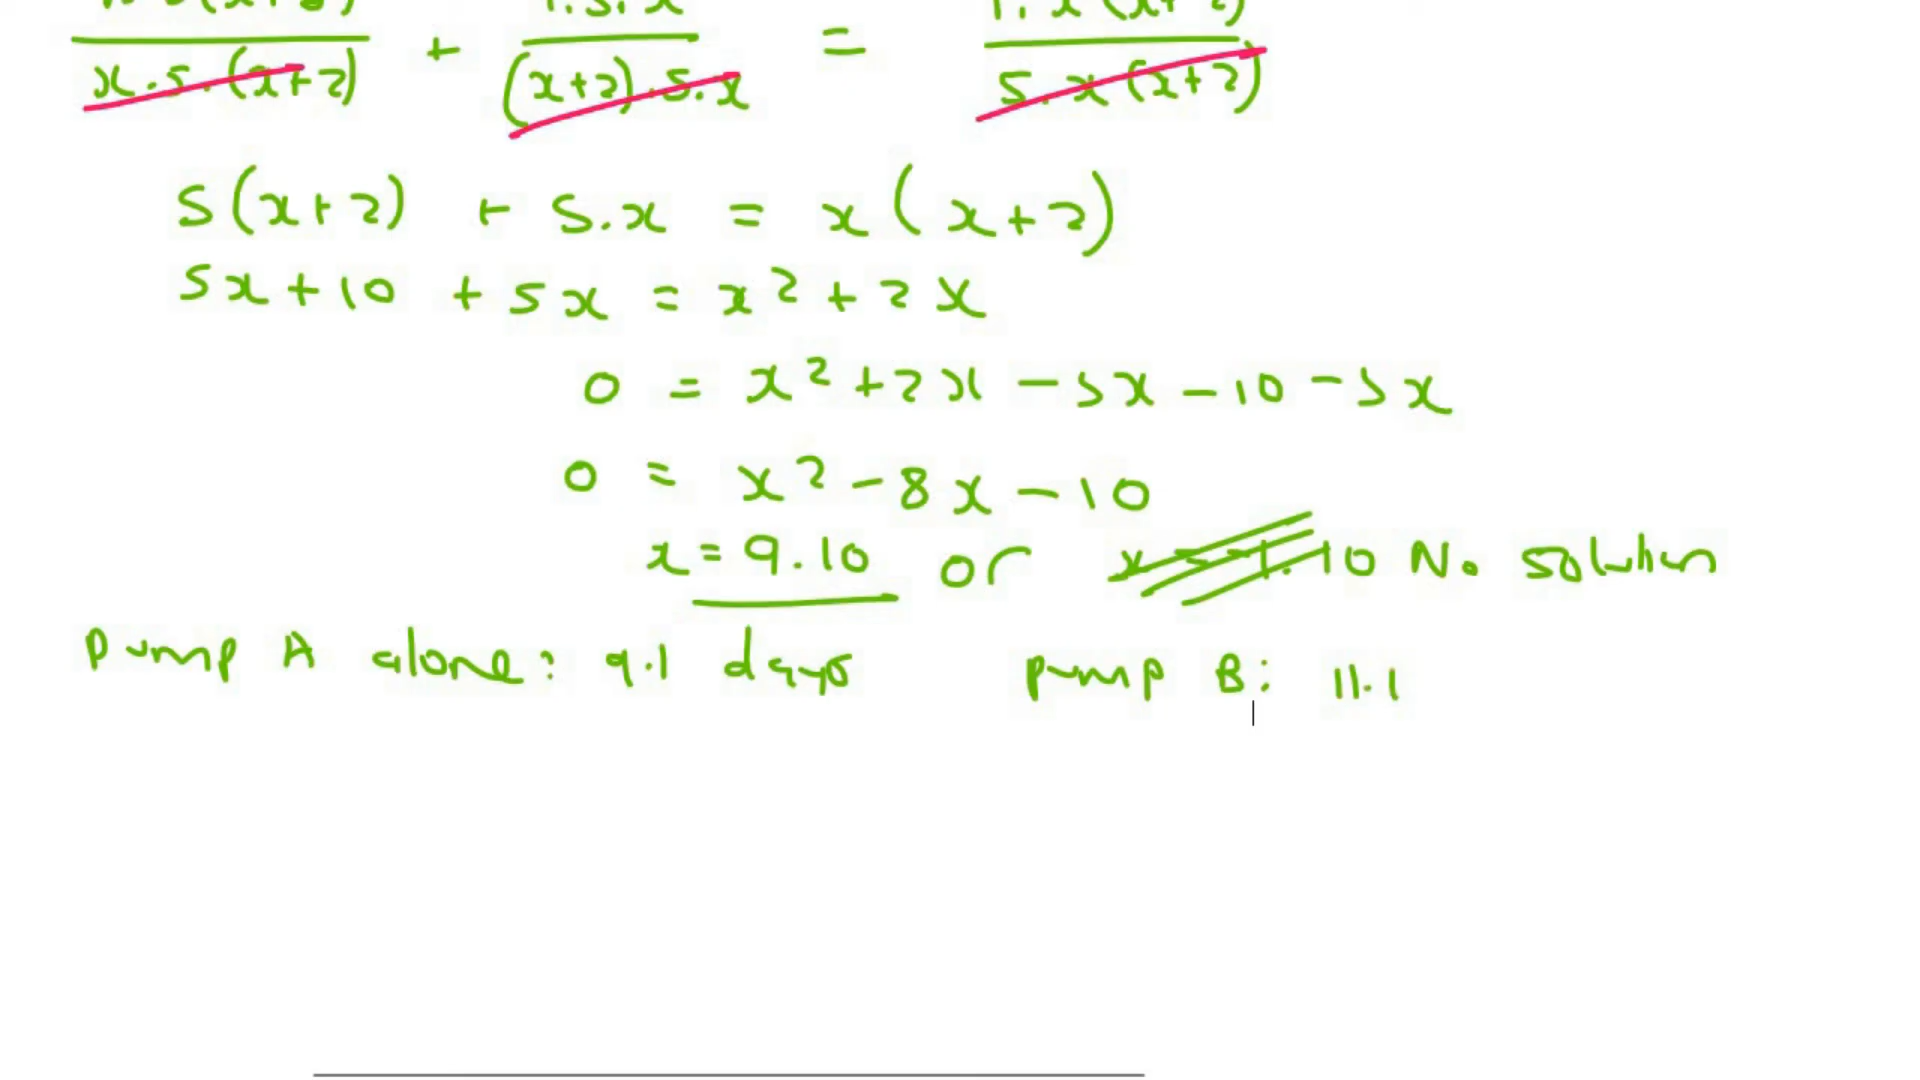 x.5.(x+2) + (x+2).5.x = 5.x(x+2)
5(x+2) + 5.x = x(x+2)
5x+10 + 5x = x²+2x
0 = x²+2x-5x-10-5x
0 = x²-8x-10
x=9.10 or x=-1.10 No solution
Pump A alone: 9.1 days pump B: 11.1